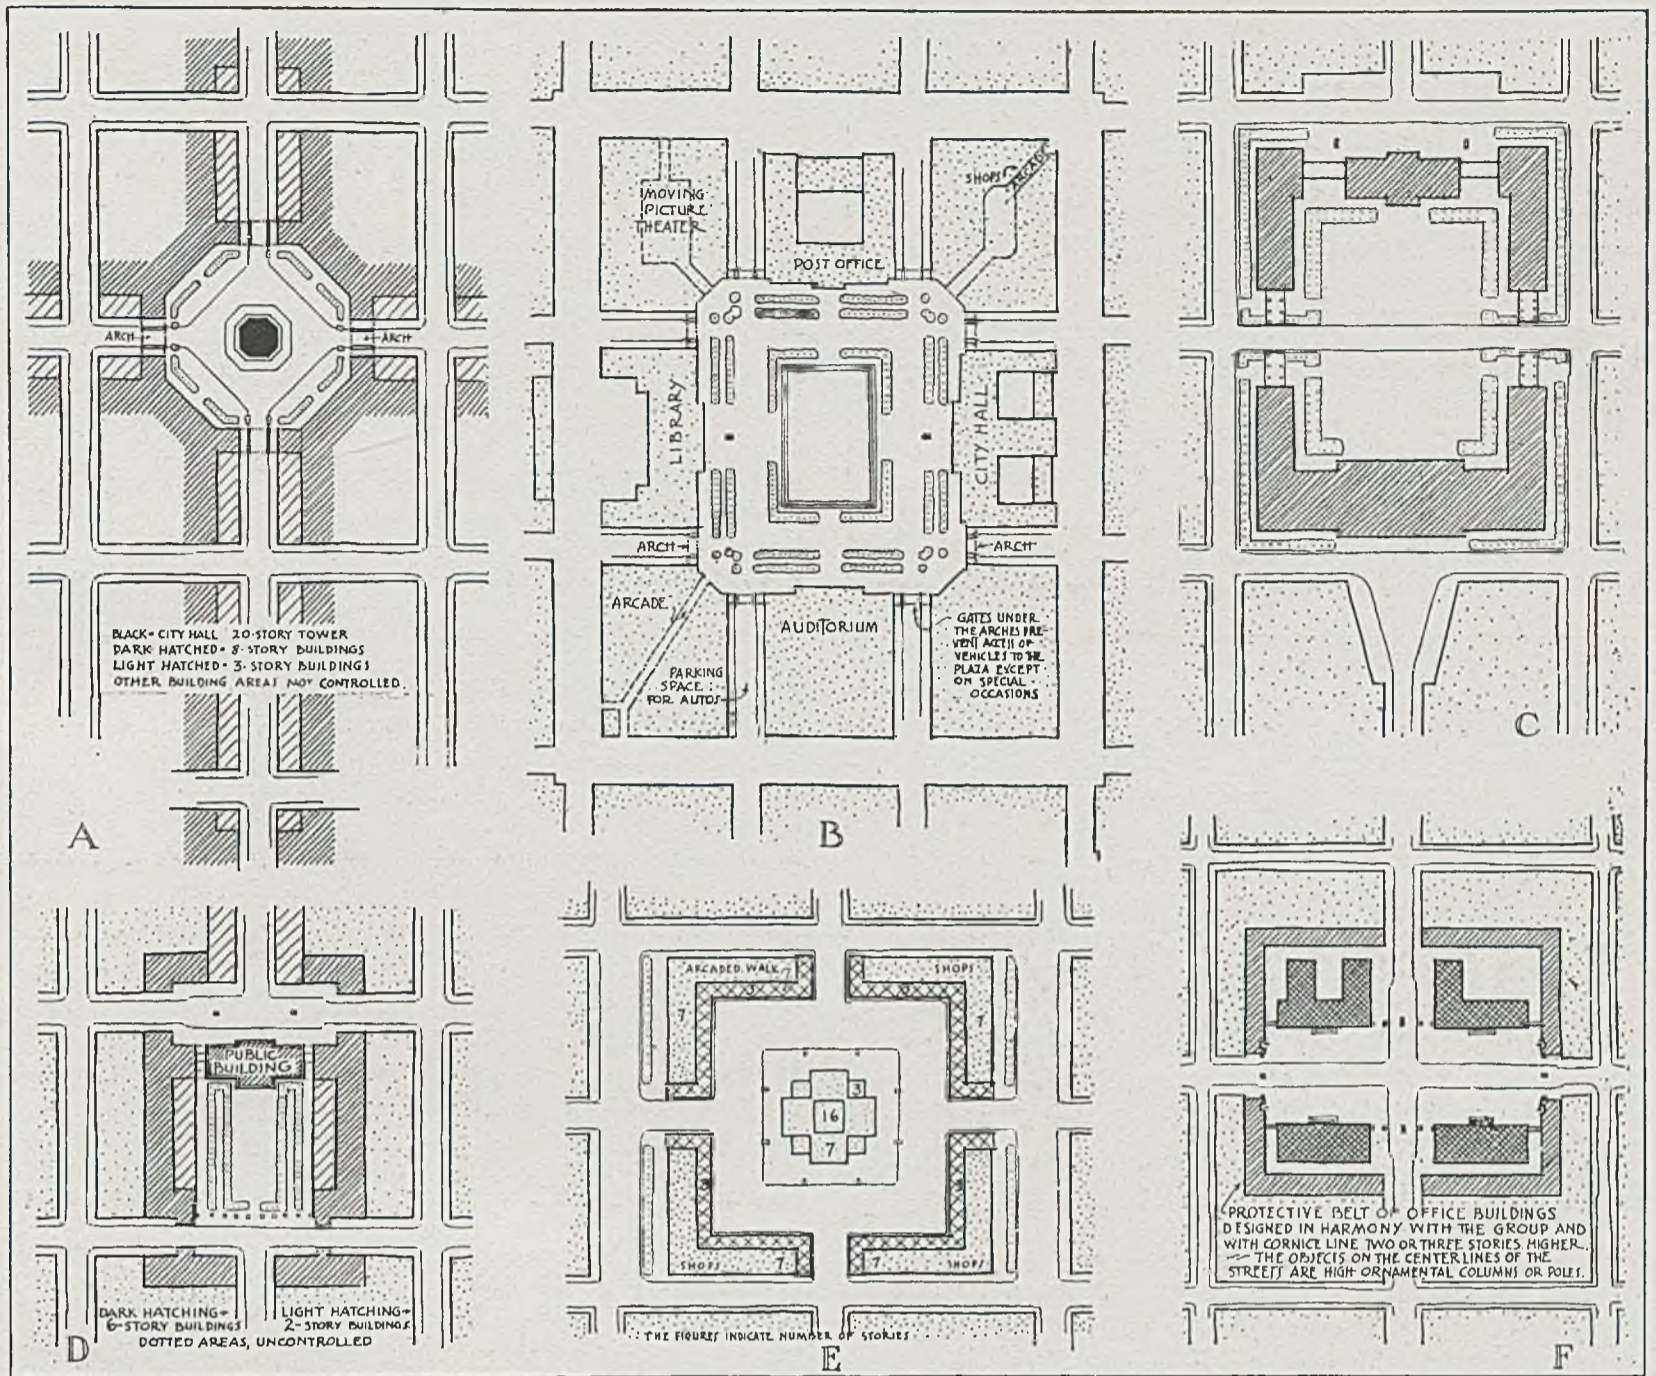 ARCH
ARCH
BLACK = CITY HALL 20-STORY TOWER
DARK HATCHED = 8-STORY BUILDINGS
LIGHT HATCHED = 3-STORY BUILDINGS
OTHER BUILDING AREAS NOT CONTROLLED
A
MOVING
PICTURE
THEATER
POST OFFICE
SHOPS
ARCADE
LIBRARY
CITY HALL
ARCH
ARCH
ARCADE
AUDITORIUM
PARKING
SPACE
FOR AUTOS
GATES UNDER
THE ARCHES PRE-
VENT ACCESS OF
VEHICLES TO THE
PLAZA EXCEPT
ON SPECIAL
OCCASIONS
B
C
PUBLIC
BUILDING
DARK HATCHING =
6-STORY BUILDINGS
LIGHT HATCHING =
2-STORY BUILDINGS
DOTTED AREAS, UNCONTROLLED
D
ARCADED WALK 7
SHOPS
3
7
7
3
16
7
SHOPS 7
7 SHOPS
THE FIGURES INDICATE NUMBER OF STORIES
E
PROTECTIVE BELT OF OFFICE BUILDINGS
DESIGNED IN HARMONY WITH THE GROUP AND
WITH CORNICE LINE TWO OR THREE STORIES HIGHER.
THE OBJECTS ON THE CENTER LINES OF THE
STREETS ARE HIGH ORNAMENTAL COLUMNS OR POLES.
F